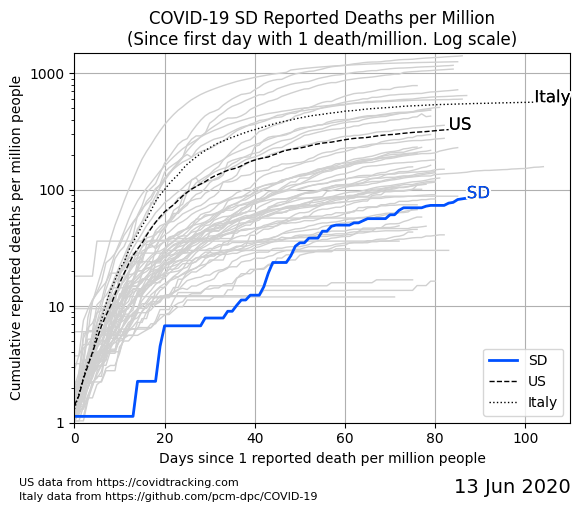 COVID-19 SD Reported Deaths per Million
(Since first day with 1 death/million. Log scale)
Cumulative reported deaths per million people
1000
100
10
1
Italy
US
SD
SD
US
Italy
0 20 40 60 80 100
Days since 1 reported death per million people
US data from https://covidtracking.com
Italy data from https://github.com/pcm-dpc/COVID-19
13 Jun 2020